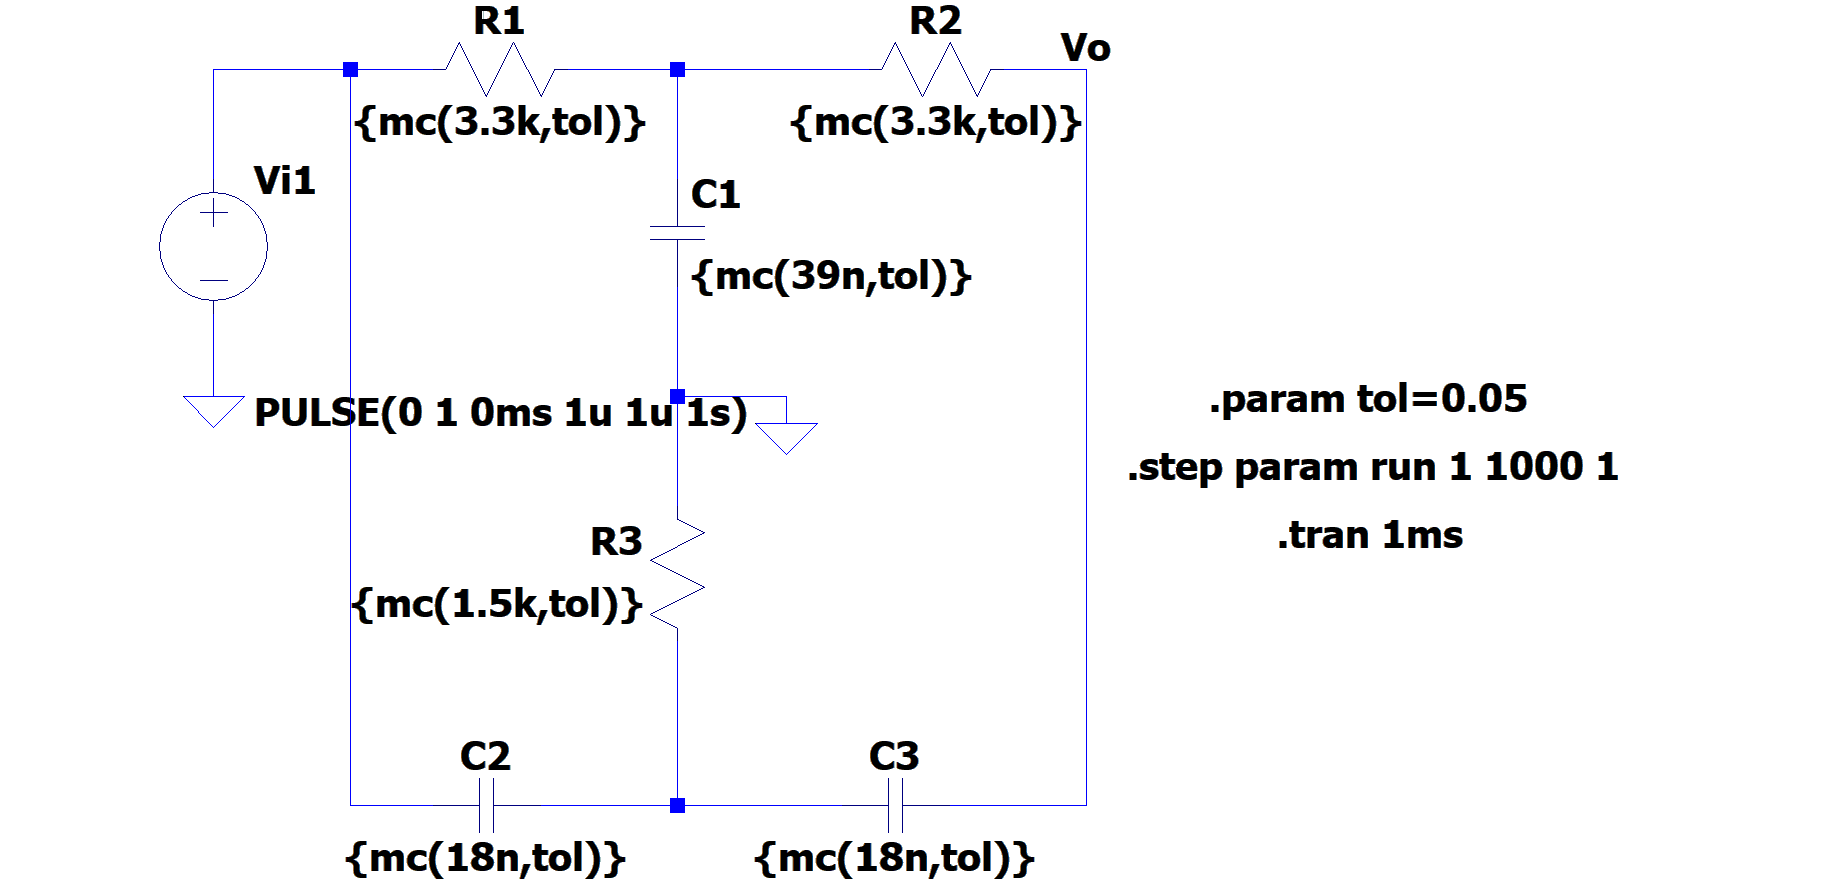 R1
R2
Vo
{mc(3.3k,tol)}
{mc(3.3k,tol)}
Vi1
C1
{mc(39n,tol)}
PULSE(0 1 0ms 1u 1u 1s)
.param tol=0.05
.step param run 1 1000 1
.tran 1ms
R3
{mc(1.5k,tol)}
C2
C3
{mc(18n,tol)}
{mc(18n,tol)}